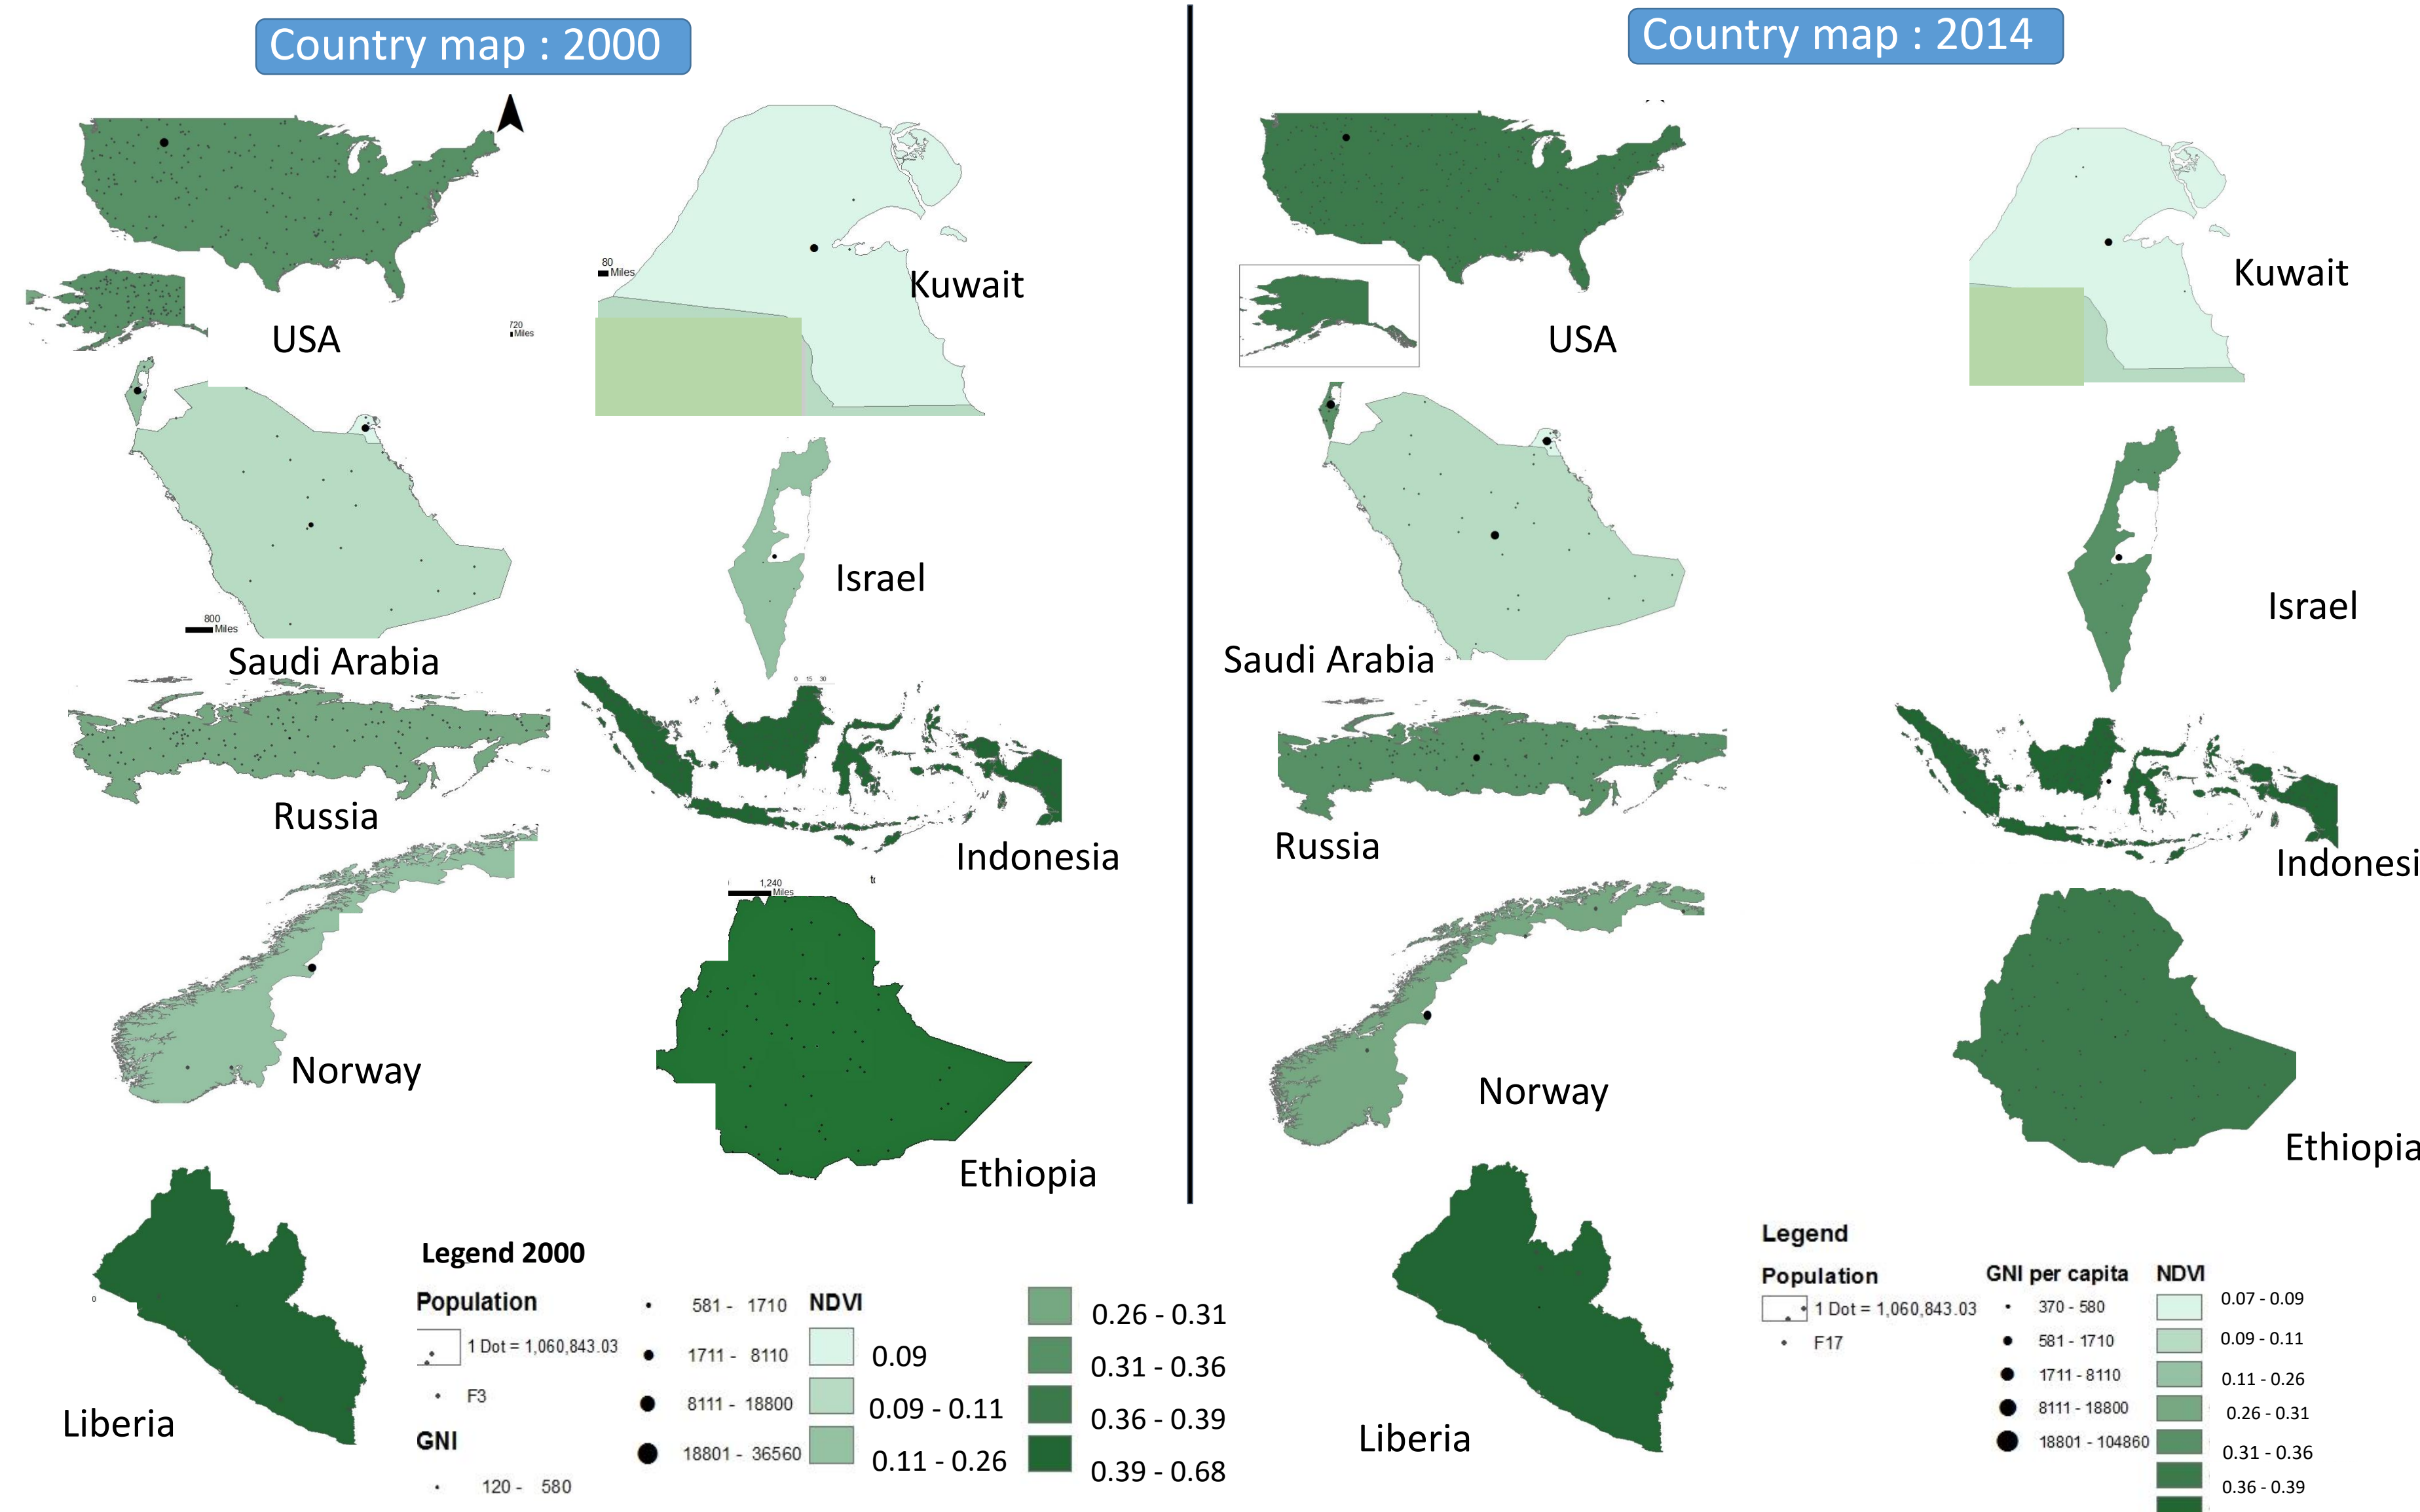 Country map : 2000
USA
720
Miles
80
Miles
Kuwait
800
Miles
Saudi Arabia
Israel
Russia
0 15 30
Indonesia
Norway
1,240
Miles
Ethiopia
0
Liberia
Legend 2000
Population
1 Dot = 1,060,843.03
F3
GNI
120 - 580
581 - 1710
1711 - 8110
8111 - 18800
18801 - 36560
NDVI
0.09
0.09 - 0.11
0.11 - 0.26
0.26 - 0.31
0.31 - 0.36
0.36 - 0.39
0.39 - 0.68
Country map : 2014
USA
Kuwait
Saudi Arabia
Israel
Russia
Indonesi
Norway
Ethiopia
Liberia
Legend
Population
1 Dot = 1,060,843.03
F17
GNI per capita
370 - 580
581 - 1710
1711 - 8110
8111 - 18800
18801 - 104860
NDVI
0.07 - 0.09
0.09 - 0.11
0.11 - 0.26
0.26 - 0.31
0.31 - 0.36
0.36 - 0.39